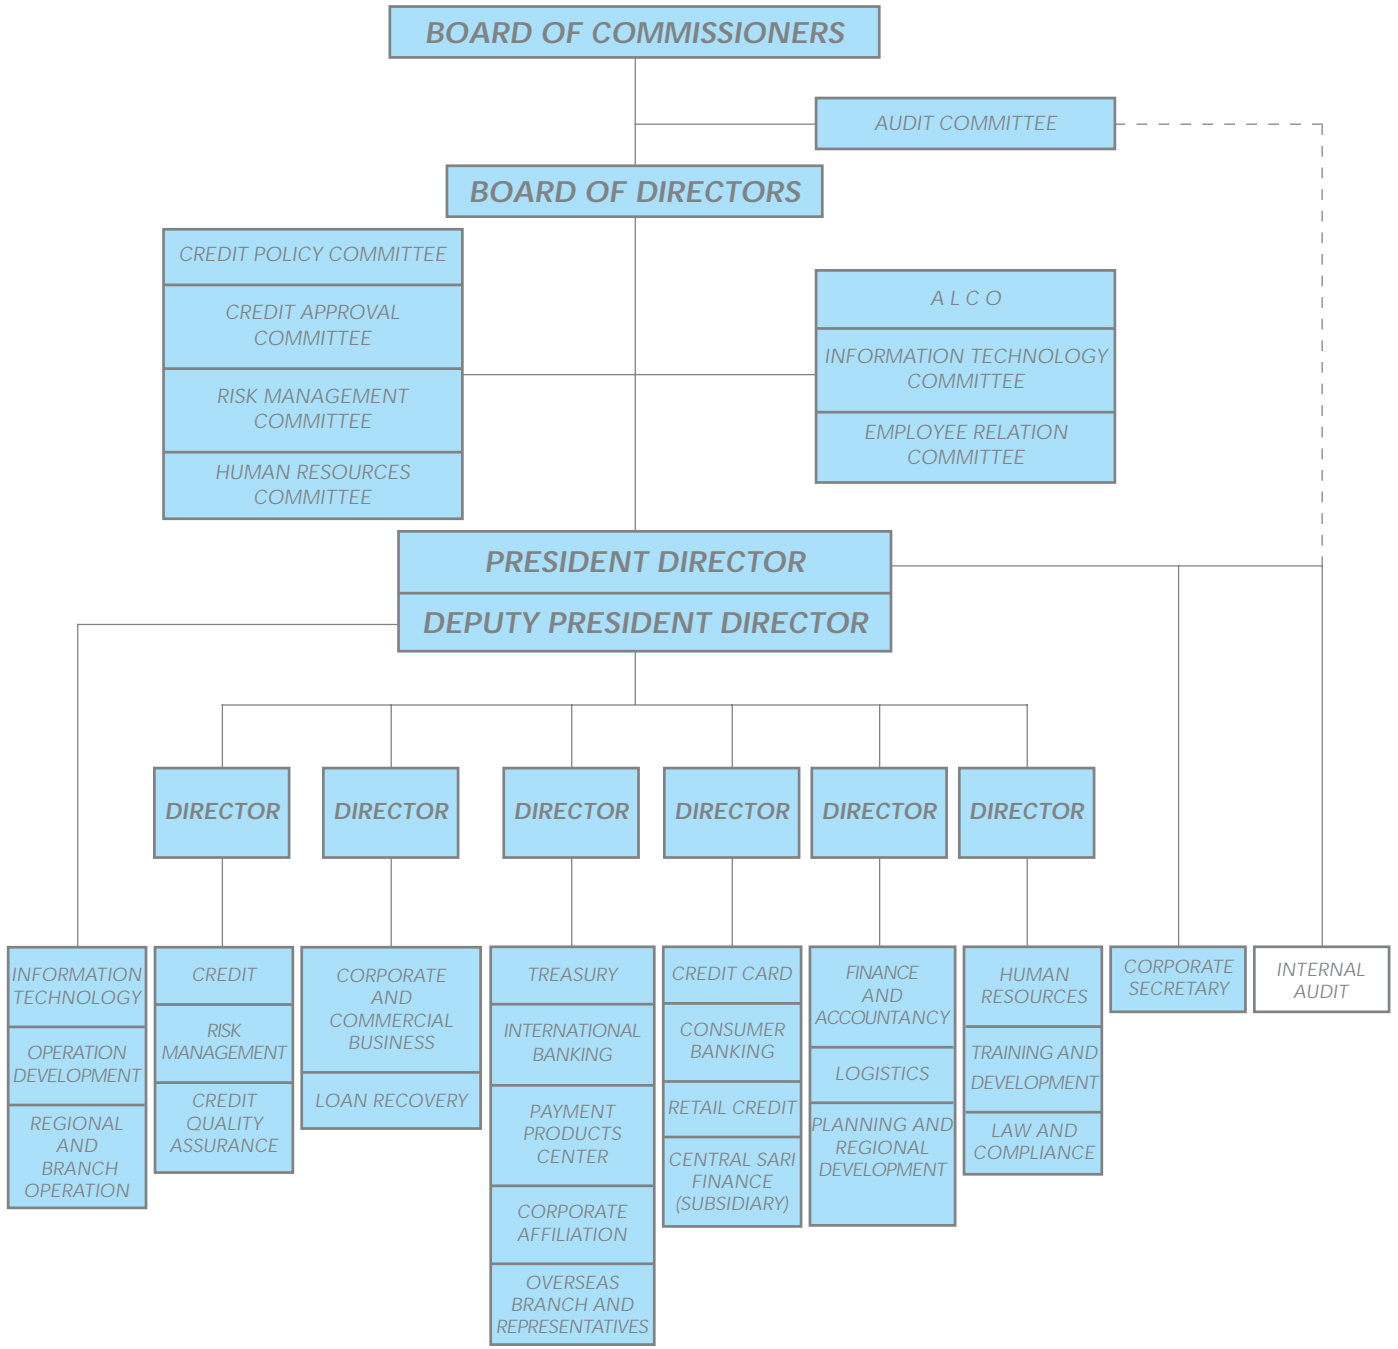 BOARD OF COMMISSIONERS
AUDIT COMMITTEE
BOARD OF DIRECTORS
CREDIT POLICY COMMITTEE
CREDIT APPROVAL
COMMITTEE
RISK MANAGEMENT
COMMITTEE
HUMAN RESOURCES
COMMITTEE
A L C O
INFORMATION TECHNOLOGY
COMMITTEE
EMPLOYEE RELATION
COMMITTEE
PRESIDENT DIRECTOR
DEPUTY PRESIDENT DIRECTOR
DIRECTOR
DIRECTOR
DIRECTOR
DIRECTOR
DIRECTOR
DIRECTOR
INFORMATION
TECHNOLOGY
OPERATION
DEVELOPMENT
REGIONAL
AND
BRANCH
OPERATION
CREDIT
RISK
MANAGEMENT
CREDIT
QUALITY
ASSURANCE
CORPORATE
AND
COMMERCIAL
BUSINESS
LOAN RECOVERY
TREASURY
INTERNATIONAL
BANKING
PAYMENT
PRODUCTS
CENTER
CORPORATE
AFFILIATION
OVERSEAS
BRANCH AND
REPRESENTATIVES
CREDIT CARD
CONSUMER
BANKING
RETAIL CREDIT
CENTRAL SARI
FINANCE
(SUBSIDIARY)
FINANCE
AND
ACCOUNTANCY
LOGISTICS
PLANNING AND
REGIONAL
DEVELOPMENT
HUMAN
RESOURCES
TRAINING AND
DEVELOPMENT
LAW AND
COMPLIANCE
CORPORATE
SECRETARY
INTERNAL
AUDIT